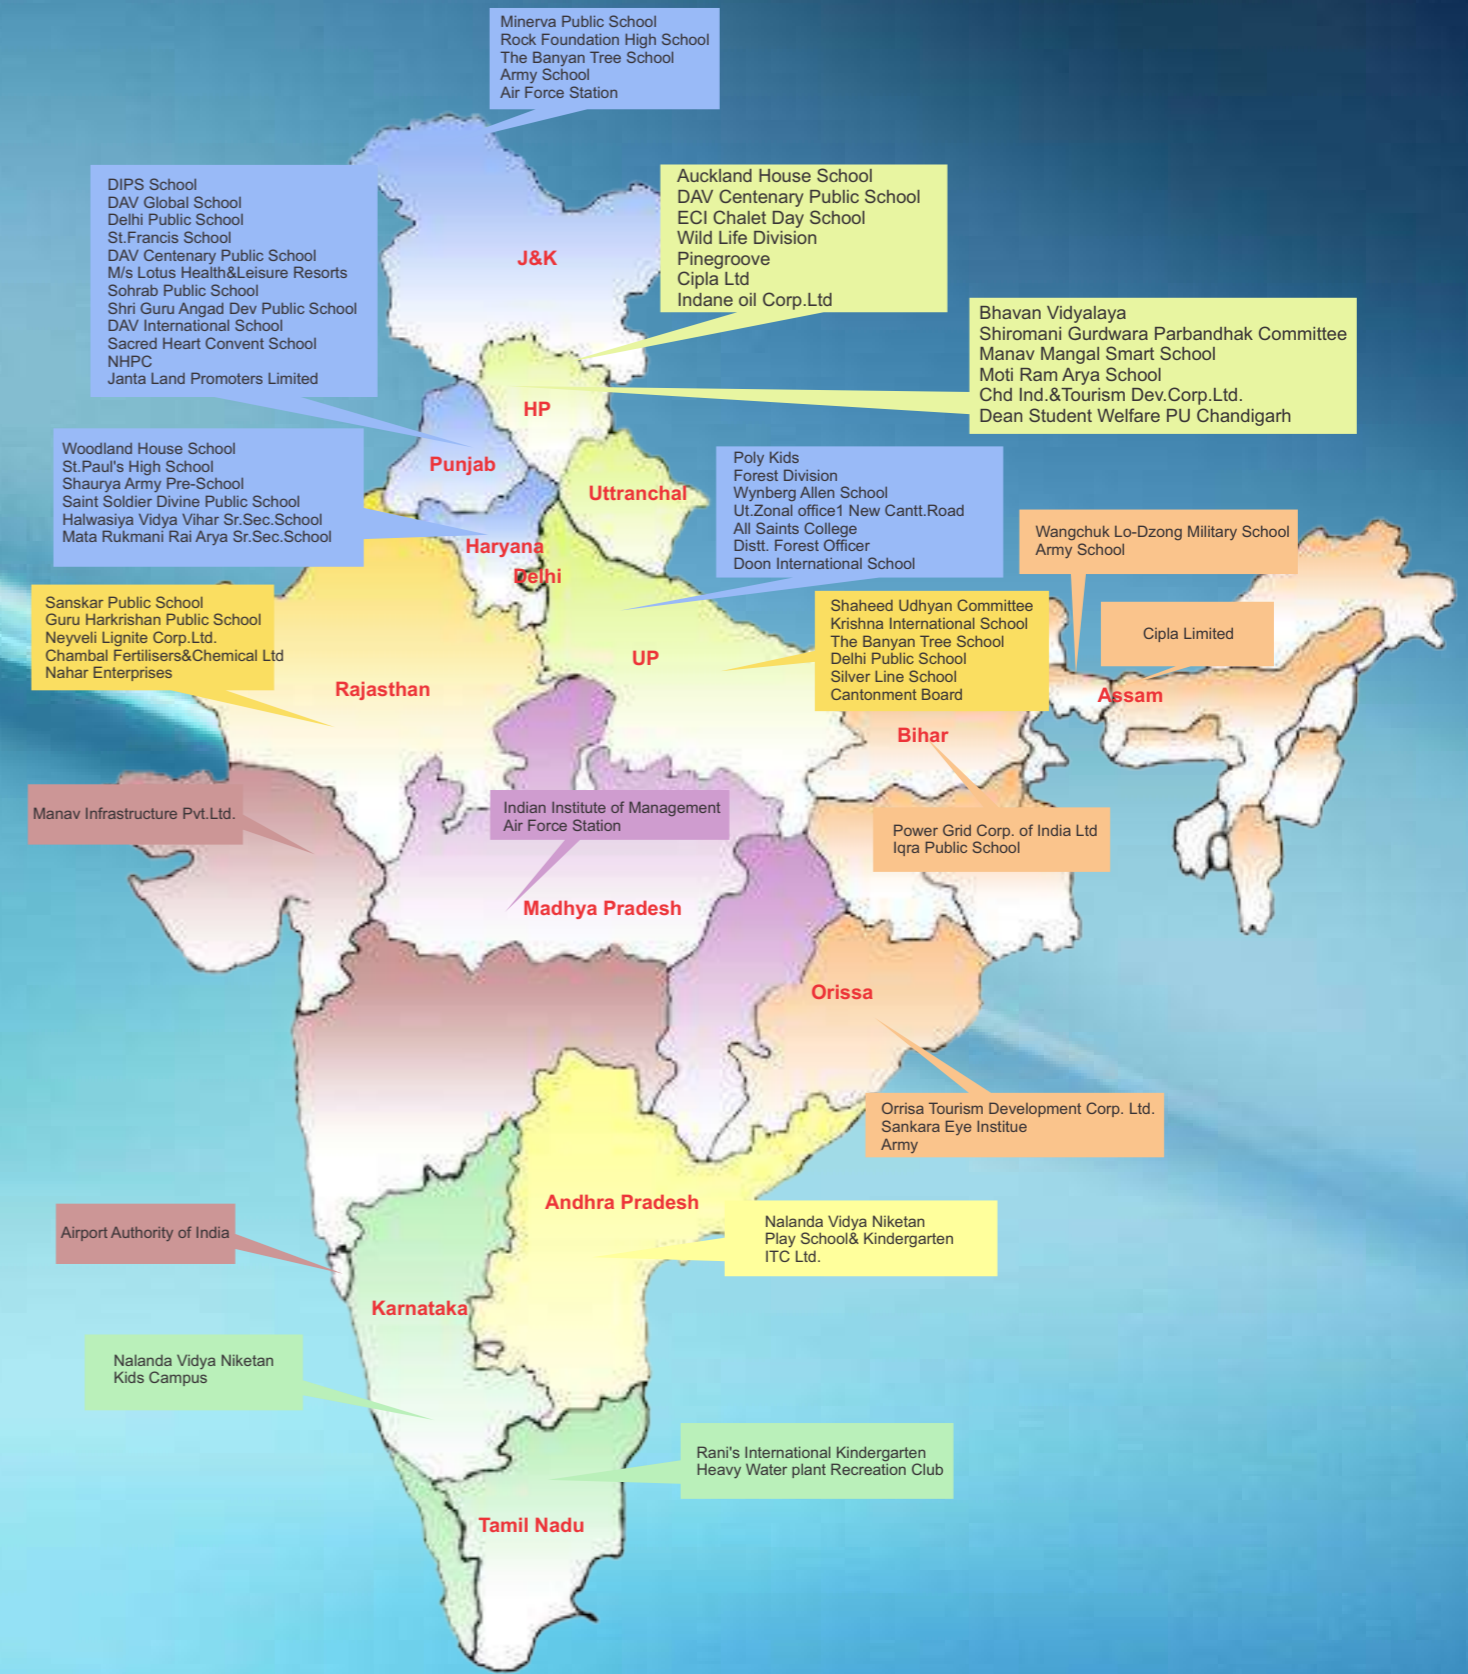 Minerva Public School
Rock Foundation High School
The Banyan Tree School
Army School
Air Force Station
DIPS School
DAV Global School
Delhi Public School
St.Francis School
DAV Centenary Public School
M/s Lotus Health&Leisure Resorts
Sohrab Public School
Shri Guru Angad Dev Public School
DAV International School
Sacred Heart Convent School
NHPC
Janta Land Promoters Limited
Auckland House School
DAV Centenary Public School
ECI Chalet Day School
Wild Life Division
Pinegroove
Cipla Ltd
Indane oil Corp.Ltd
J&K
Bhavan Vidyalaya
Shiromani Gurdwara Parbandhak Committee
Manav Mangal Smart School
Moti Ram Arya School
Chd Ind.&Tourism Dev.Corp.Ltd.
Dean Student Welfare PU Chandigarh
HP
Woodland House School
St.Paul's High School
Shaurya Army Pre-School
Saint Soldier Divine Public School
Halwasiya Vidya Vihar Sr.Sec.School
Mata Rukmani Rai Arya Sr.Sec.School
Punjab
Uttranchal
Poly Kids
Forest Division
Wynberg Allen School
Ut.Zonal office1 New Cantt.Road
All Saints College
Distt. Forest Officer
Doon International School
Haryana
Delhi
Wangchuk Lo-Dzong Military School
Army School
Sanskar Public School
Guru Harkrishan Public School
Neyveli Lignite Corp.Ltd.
Chambal Fertilisers&Chemical Ltd
Nahar Enterprises
Rajasthan
UP
Shaheed Udhyan Committee
Krishna International School
The Banyan Tree School
Delhi Public School
Silver Line School
Cantonment Board
Cipla Limited
Assam
Bihar
Manav Infrastructure Pvt.Ltd.
Indian Institute of Management
Air Force Station
Power Grid Corp. of India Ltd
Iqra Public School
Madhya Pradesh
Orissa
Orrisa Tourism Development Corp. Ltd.
Sankara Eye Institue
Army
Andhra Pradesh
Airport Authority of India
Nalanda Vidya Niketan
Play School& Kindergarten
ITC Ltd.
Karnataka
Nalanda Vidya Niketan
Kids Campus
Rani's International Kindergarten
Heavy Water plant Recreation Club
Tamil Nadu